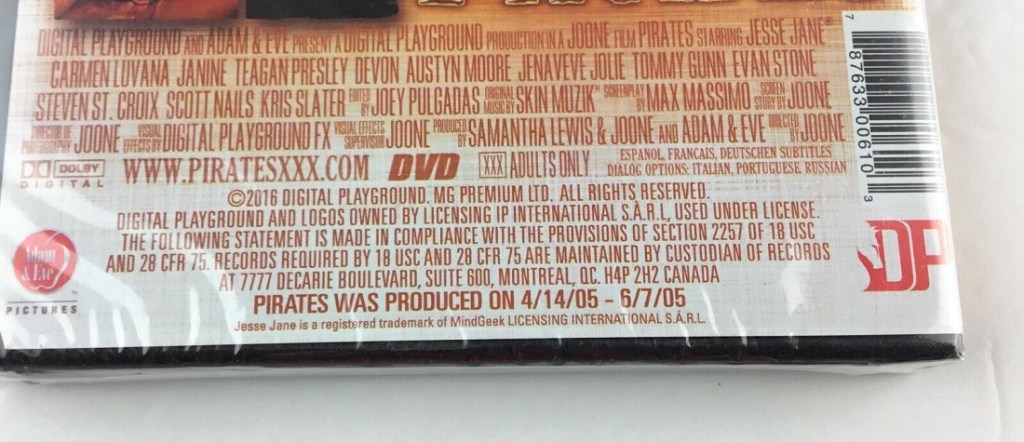 DIGITAL PLAYGROUND AND ADAM & EVE PRESENT A DIGITAL PLAYGROUND PRODUCTION IN A JOONE FILM PIRATES STARRING JESSE JANE®
CARMEN LUVANA JANINE TEAGAN PRESLEY DEVON AUSTYN MOORE JENAVEVE JOLIE TOMMY GUNN EVAN STONE
STEVEN ST. CROIX SCOTT NAILS KRIS SLATER EDITED BY JOEY PULGADAS ORIGINAL MUSIC BY SKIN MUZIK™ SCREENPLAY BY MAX MASSIMO SCREEN STORY BY JOONE
DIRECTOR OF PHOTOGRAPHY JOONE VISUAL EFFECTS BY DIGITAL PLAYGROUND FX VISUAL EFFECTS SUPERVISION JOONE PRODUCED BY SAMANTHA LEWIS & JOONE AND ADAM & EVE DIRECTED BY JOONE
DOLBY DIGITAL WWW.PIRATESXXX.COM DVD XXX ADULTS ONLY ESPANOL, FRANCAIS, DEUTSCHEN SUBTITLES
DIALOG OPTIONS: ITALIAN, PORTUGUESE, RUSSIAN
©2016 DIGITAL PLAYGROUND. MG PREMIUM LTD. ALL RIGHTS RESERVED.
DIGITAL PLAYGROUND AND LOGOS OWNED BY LICENSING IP INTERNATIONAL S.À.R.L, USED UNDER LICENSE.
THE FOLLOWING STATEMENT IS MADE IN COMPLIANCE WITH THE PROVISIONS OF SECTION 2257 OF 18 USC
AND 28 CFR 75. RECORDS REQUIRED BY 18 USC AND 28 CFR 75 ARE MAINTAINED BY CUSTODIAN OF RECORDS
AT 7777 DECARIE BOULEVARD, SUITE 600, MONTREAL, QC. H4P 2H2 CANADA
PIRATES WAS PRODUCED ON 4/14/05 - 6/7/05
Jesse Jane is a registered trademark of MindGeek LICENSING INTERNATIONAL S.À.R.L.
Adam & Eve
PICTURES
7 87633 00610 3
DP